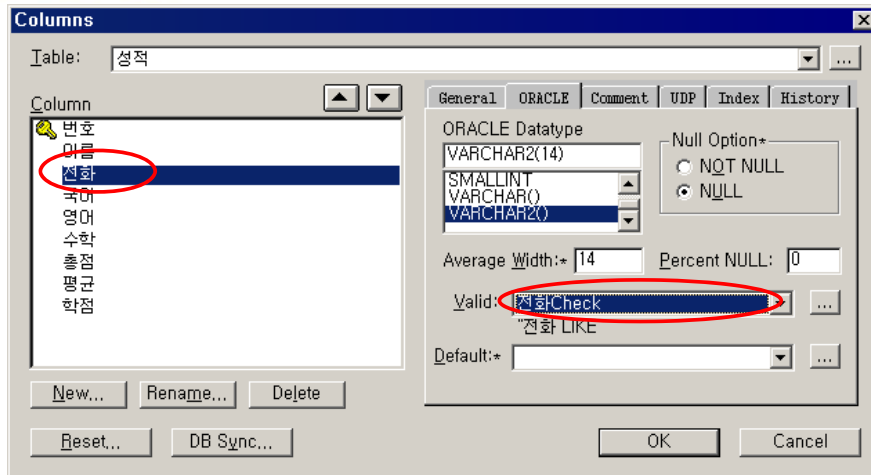 Columns
Table: 성적 ...
Column
번호
이름
전화
국어
영어
수학
총점
평균
학점
New... Rename... Delete
Reset... DB Sync...
General ORACLE Comment UDP Index History
ORACLE Datatype
VARCHAR2(14)
SMALLINT
VARCHAR()
VARCHAR2()
Null Option*
NOT NULL
NULL
Average Width:* 14 Percent NULL: 0
Valid: 전화Check ...
"전화 LIKE
Default:* ...
OK Cancel